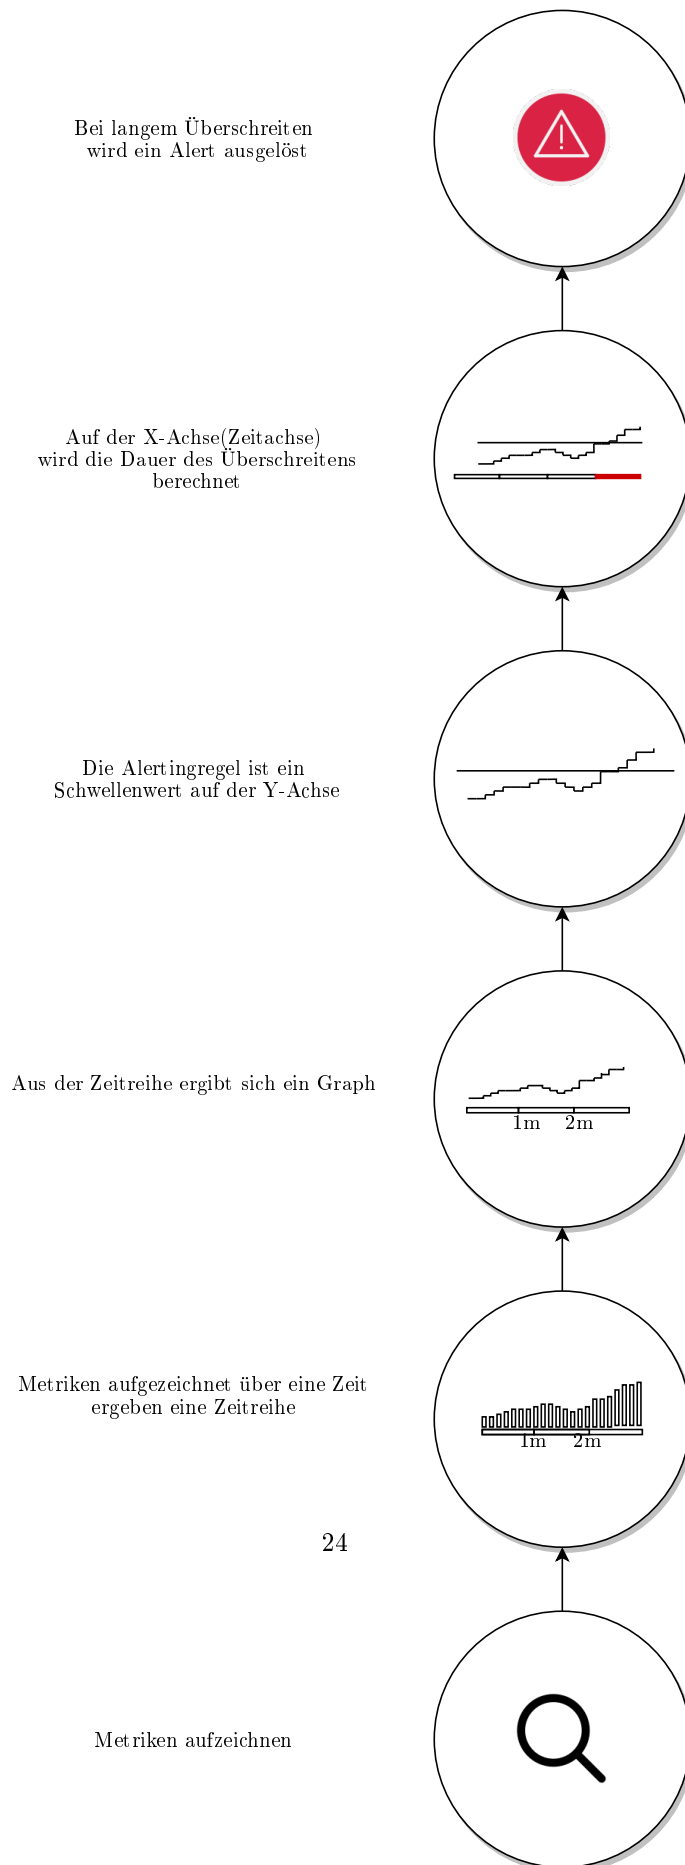 Bei langem Überschreiten
wird ein Alert ausgelöst
Auf der X-Achse(Zeitachse)
wird die Dauer des Überschreitens
berechnet
Die Alertingregel ist ein
Schwellenwert auf der Y-Achse
Aus der Zeitreihe ergibt sich ein Graph
1m 2m
Metriken aufgezeichnet über eine Zeit
ergeben eine Zeitreihe
1m 2m
24
Metriken aufzeichnen